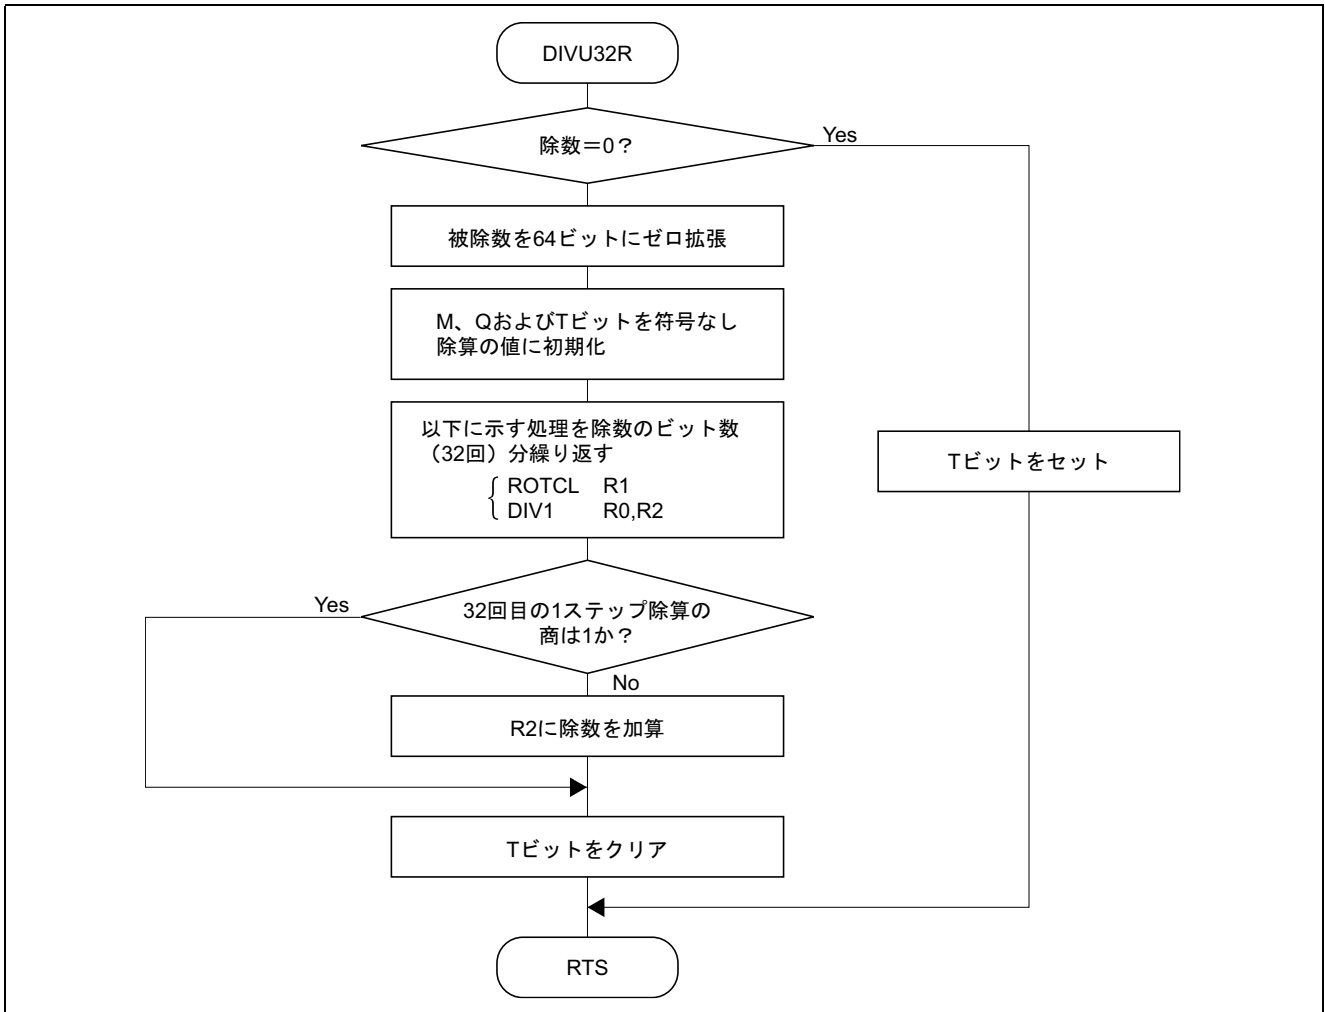 DIVU32R
除数＝0？
Yes
被除数を64ビットにゼロ拡張
M、QおよびTビットを符号なし
除算の値に初期化
以下に示す処理を除数のビット数
（32回）分繰り返す
ROTCL R1
DIV1 R0,R2
Tビットをセット
Yes
32回目の1ステップ除算の
商は1か？
No
R2に除数を加算
Tビットをクリア
RTS